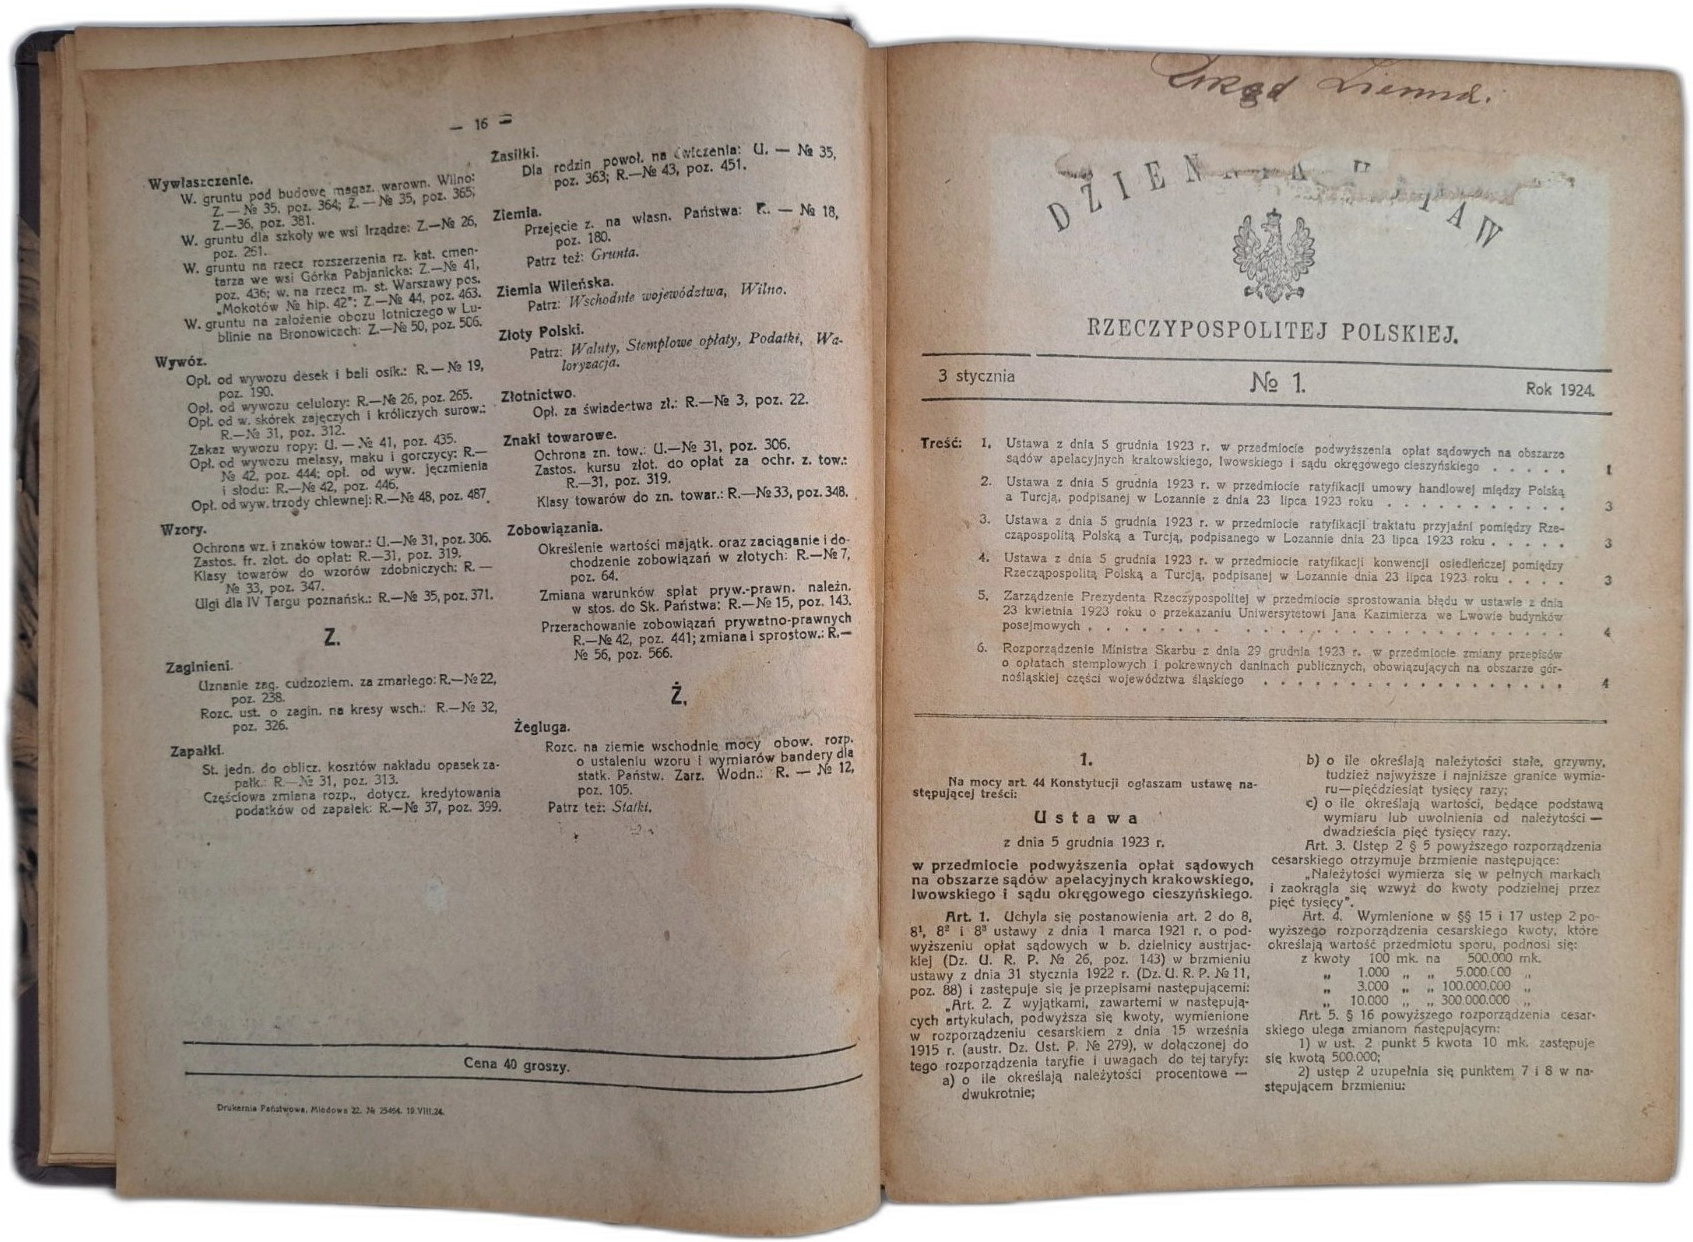 — 16 —
Wywłaszczenie.
W. gruntu pod budowę magaz. warown. Wilno:
Z. — № 35, poz. 364; Z. — № 35, poz. 365;
Z.—36, poz. 381.
W. gruntu dla szkoły we wsi Irządze: Z.—№ 26,
poz. 261.
W. gruntu na rzecz rozszerzenia rz. kat. cmen-
tarza we wsi Górka Pabjanicka: Z.—№ 41,
poz. 436; w. na rzecz m. st. Warszawy pos.
„Mokotów № hip. 42": Z.—№ 44, poz. 463.
W. gruntu na założenie obozu lotniczego w Lu-
blinie na Bronowicach: Z.—№ 50, poz. 506.
Wywóz.
Opł. od wywozu desek i bali osik.: R.—№ 19,
poz. 190.
Opł. od wywozu celulozy: R.—№ 26, poz. 265.
Opł. od w. skórek zajęczych i króliczych surow.:
R.—№ 31, poz. 312.
Zakaz wywozu ropy: U. — № 41, poz. 435.
Opł. od wywozu melasy, maku i gorczycy: R.—
№ 42, poz. 444; opł. od wyw. jęczmienia
i słodu: R.—№ 42, poz. 446.
Opł. od wyw. trzody chlewnej: R.—№ 48, poz. 487.
Wzory.
Ochrona wz. i znaków towar.: U.—№ 31, poz. 306.
Zastos. fr. złot. do opłat: R.—31, poz. 319.
Klasy towarów do wzorów zdobniczych: R. —
№ 33, poz. 347.
Ulgi dla IV Targu poznańsk.: R.—№ 35, poz. 371.
Z.
Zaginieni.
Uznanie zag. cudzoziem. za zmarłego: R.—№ 22,
poz. 238.
Rozc. ust. o zagin. na kresy wsch.: R.—№ 32,
poz. 326.
Zapałki.
St. jedn. do oblicz. kosztów nakładu opasek za-
pałk.: R.—№ 31, poz. 313.
Częściowa zmiana rozp., dotycz. kredytowania
podatków od zapałek: R.—№ 37, poz. 399.
Zasiłki.
Dla rodzin powoł. na ćwiczenia: U. — № 35,
poz. 363; R.—№ 43, poz. 451.
Ziemia.
Przejęcie z. na własn. Państwa: R. — № 18,
poz. 180.
Patrz też: Grunta.
Ziemia Wileńska.
Patrz: Wschodnie województwa, Wilno.
Złoty Polski.
Patrz: Waluty, Stemplowe opłaty, Podatki, Wa-
loryzacja.
Złotnictwo.
Opł. za świadectwa zł.: R.—№ 3, poz. 22.
Znaki towarowe.
Ochrona zn. tow.: U.—№ 31, poz. 306.
Zastos. kursu złot. do opłat za ochr. z. tow.:
R.—31, poz. 319.
Klasy towarów do zn. towar.: R.—№ 33, poz. 348.
Zobowiązania.
Określenie wartości majątk. oraz zaciąganie i do-
chodzenie zobowiązań w złotych: R.—№ 7,
poz. 64.
Zmiana warunków spłat pryw.-prawn. należn.
w stos. do Sk. Państwa: R.—№ 15, poz. 143.
Przerachowanie zobowiązań prywatno-prawnych
R.—№ 42, poz. 441; zmiana i sprostow.: R.—
№ 56, poz. 566.
Ż.
Żegluga.
Rozc. na ziemie wschodnie mocy obow. rozp.
o ustaleniu wzoru i wymiarów bandery dla
statk. Państw. Zarz. Wodn.: R. — № 12,
poz. 105.
Patrz też: Statki.
Cena 40 groszy.
Drukarnia Państwowa, Miodowa 22. № 25464. 19.VIII.24.
Urząd Ziemsk.
DZIENNIK USTAW
RZECZYPOSPOLITEJ POLSKIEJ.
3 stycznia № 1. Rok 1924.
Treść: 1. Ustawa z dnia 5 grudnia 1923 r. w przedmiocie podwyższenia opłat sądowych na obszarze
sądów apelacyjnych krakowskiego, lwowskiego i sądu okręgowego cieszyńskiego . . . . . 1
2. Ustawa z dnia 5 grudnia 1923 r. w przedmiocie ratyfikacji umowy handlowej między Polską
a Turcją, podpisanej w Lozannie z dnia 23 lipca 1923 roku . . . . . . . . . . . 3
3. Ustawa z dnia 5 grudnia 1923 r. w przedmiocie ratyfikacji traktatu przyjaźni pomiędzy Rze-
cząpospolitą Polską a Turcją, podpisanego w Lozannie dnia 23 lipca 1923 roku . . . . . 3
4. Ustawa z dnia 5 grudnia 1923 r. w przedmiocie ratyfikacji konwencji osiedleńczej pomiędzy
Rzecząpospolitą Polską a Turcją, podpisanej w Lozannie dnia 23 lipca 1923 roku . . . . 3
5. Zarządzenie Prezydenta Rzeczypospolitej w przedmiocie sprostowania błędu w ustawie z dnia
23 kwietnia 1923 roku o przekazaniu Uniwersytetowi Jana Kazimierza we Lwowie budynków
posejmowych . . . . . . . . . . . . . . . . . . . . . 4
6. Rozporządzenie Ministra Skarbu z dnia 29 grudnia 1923 r. w przedmiocie zmiany przepisów
o opłatach stemplowych i pokrewnych daninach publicznych, obowiązujących na obszarze gór-
nośląskiej części województwa śląskiego . . . . . . . . . . . . . . 4
1.
Na mocy art. 44 Konstytucji ogłaszam ustawę na-
stępującej treści:
Ustawa
z dnia 5 grudnia 1923 r.
w przedmiocie podwyższenia opłat sądowych
na obszarze sądów apelacyjnych krakowskiego,
lwowskiego i sądu okręgowego cieszyńskiego.
Art. 1. Uchyla się postanowienia art. 2 do 8,
8¹, 8² i 8³ ustawy z dnia 1 marca 1921 r. o pod-
wyższeniu opłat sądowych w b. dzielnicy austrjac-
kiej (Dz. U. R. P. № 26, poz. 143) w brzmieniu
ustawy z dnia 31 stycznia 1922 r. (Dz. U. R. P. № 11,
poz. 88) i zastępuje się je przepisami następującemi:
„Art. 2. Z wyjątkami, zawartemi w następują-
cych artykułach, podwyższa się kwoty, wymienione
w rozporządzeniu cesarskiem z dnia 15 września
1915 r. (austr. Dz. Ust. P. № 279), w dołączonej do
tego rozporządzenia taryfie i uwagach do tej taryfy:
a) o ile określają należytości procentowe —
dwukrotnie;
b) o ile określają należytości stałe, grzywny,
tudzież najwyższe i najniższe granice wymia-
ru—pięćdziesiąt tysięcy razy;
c) o ile określają wartości, będące podstawą
wymiaru lub uwolnienia od należytości —
dwadzieścia pięć tysięcy razy.
Art. 3. Ustęp 2 § 5 powyższego rozporządzenia
cesarskiego otrzymuje brzmienie następujące:
„Należytości wymierza się w pełnych markach
i zaokrągla się wzwyż do kwoty podzielnej przez
pięć tysięcy".
Art. 4. Wymienione w §§ 15 i 17 ustęp 2 po-
wyższego rozporządzenia cesarskiego kwoty, które
określają wartość przedmiotu sporu, podnosi się:
z kwoty 100 mk. na 500.000 mk.
„ 1.000 „ „ 5.000.000 „
„ 3.000 „ „ 100.000.000 „
„ 10.000 „ „ 300.000.000 „
Art. 5. § 16 powyższego rozporządzenia cesar-
skiego ulega zmianom następującym:
1) w ust. 2 punkt 5 kwota 10 mk. zastępuje
się kwotą 500.000;
2) ustęp 2 uzupełnia się punktem 7 i 8 w na-
stępującem brzmieniu: